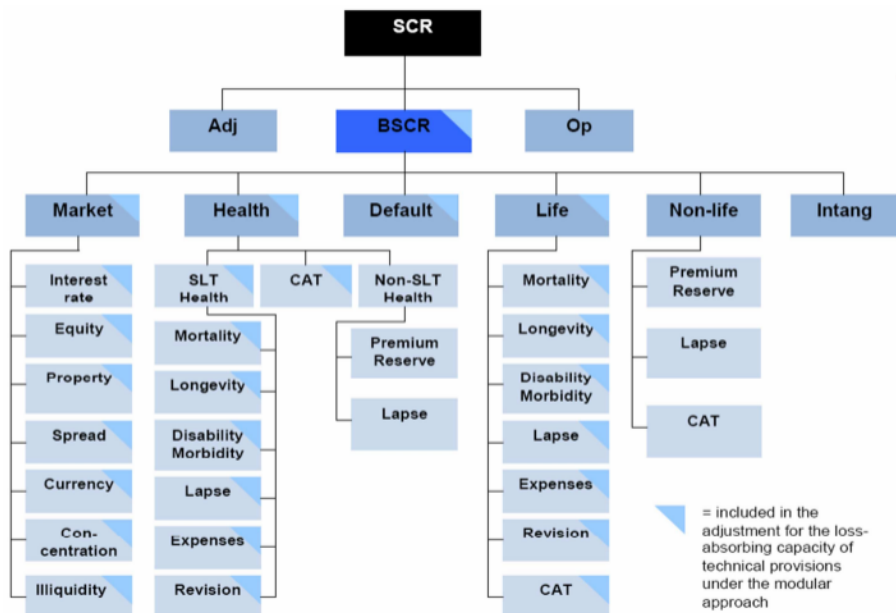 SCR
Adj
BSCR
Op
Market
Health
Default
Life
Non-life
Intang
Interest
rate
Equity
Property
Spread
Currency
Con-
centration
Illiquidity
SLT
Health
CAT
Non-SLT
Health
Mortality
Longevity
Disability
Morbidity
Lapse
Expenses
Revision
Premium
Reserve
Lapse
Mortality
Longevity
Disability
Morbidity
Lapse
Expenses
Revision
CAT
Premium
Reserve
Lapse
CAT
= included in the
adjustment for the loss-
absorbing capacity of
technical provisions
under the modular
approach